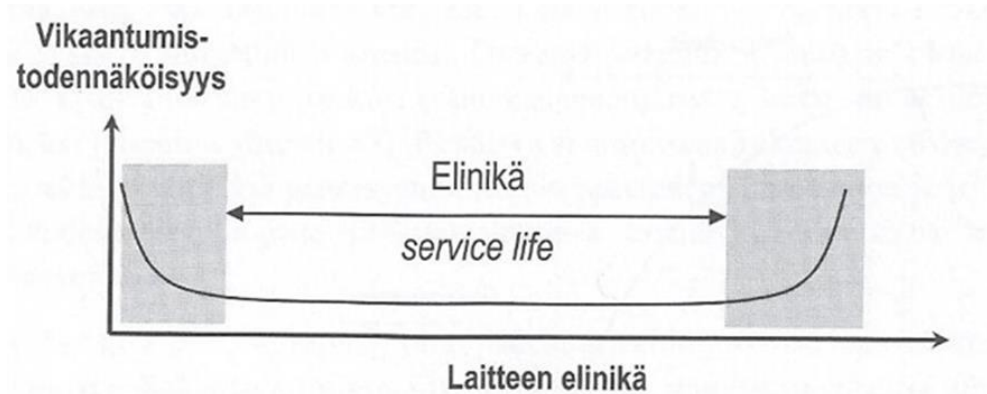 Vikaantumis-
todennäköisyys
Elinikä
service life
Laitteen elinikä